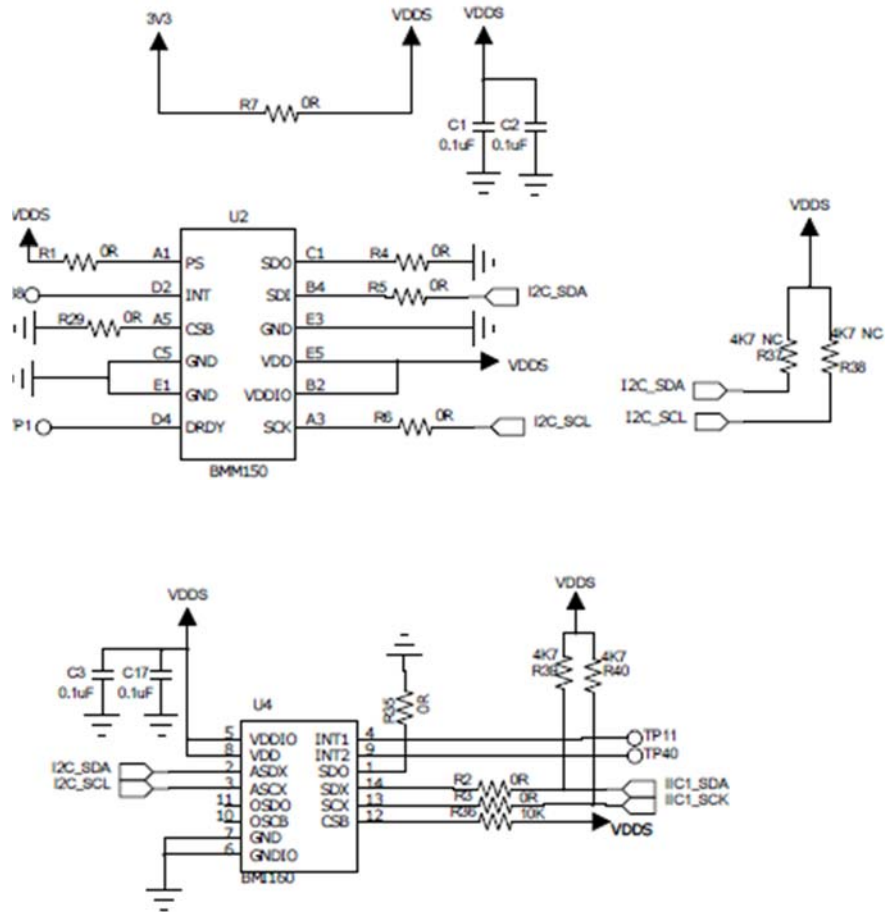 3V3
VDDS
VDDS
R7
0R
C1
0.1uF
C2
0.1uF
U2
VDDS
R1
0R
A1
PS
SDO
C1
R4
0R
D2
INT
SDI
B4
R5
0R
I2C_SDA
R29
0R
A5
CSB
GND
E3
C5
GND
VDD
E5
VDDS
E1
GND
VDDIO
B2
D4
DRDY
SCK
A3
R6
0R
I2C_SCL
BMM150
VDDS
4K7 NC
R37
4K7 NC
R38
I2C_SDA
I2C_SCL
VDDS
C3
0.1uF
C17
0.1uF
U4
R35
0R
VDDS
4K7
R39
4K7
R40
5
VDDIO
INT1
4
TP11
8
VDD
INT2
9
TP40
I2C_SDA
2
ASDX
SDO
1
I2C_SCL
3
ASCX
SDX
14
R2
0R
IIC1_SDA
11
OSDO
SCX
13
R3
0R
IIC1_SCK
10
OSCB
CSB
12
R36
10K
VDDS
7
GND
6
GNDIO
BMI160